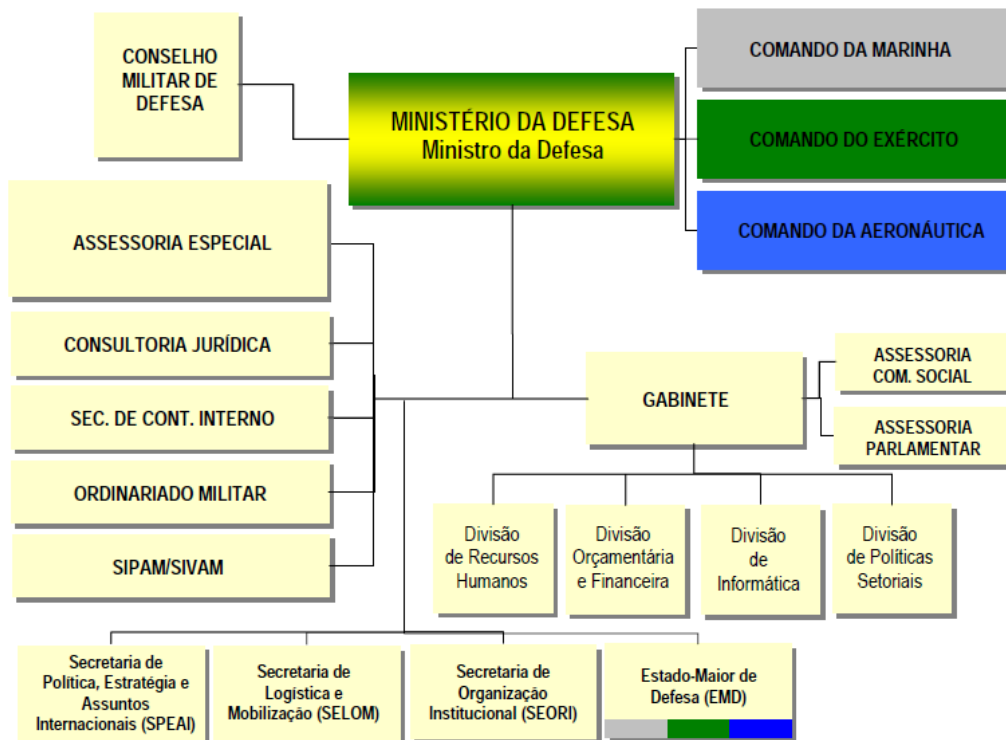 CONSELHO
MILITAR DE
DEFESA
MINISTÉRIO DA DEFESA
Ministro da Defesa
COMANDO DA MARINHA
COMANDO DO EXÉRCITO
COMANDO DA AERONÁUTICA
ASSESSORIA ESPECIAL
CONSULTORIA JURÍDICA
SEC. DE CONT. INTERNO
ORDINARIADO MILITAR
SIPAM/SIVAM
GABINETE
ASSESSORIA
COM. SOCIAL
ASSESSORIA
PARLAMENTAR
Divisão
de Recursos
Humanos
Divisão
Orçamentária
e Financeira
Divisão
de
Informática
Divisão
de Políticas
Setoriais
Secretaria de
Política, Estratégia e
Assuntos
Internacionais (SPEAI)
Secretaria de
Logística e
Mobilização (SELOM)
Secretaria de
Organização
Institucional (SEORI)
Estado-Maior de
Defesa (EMD)